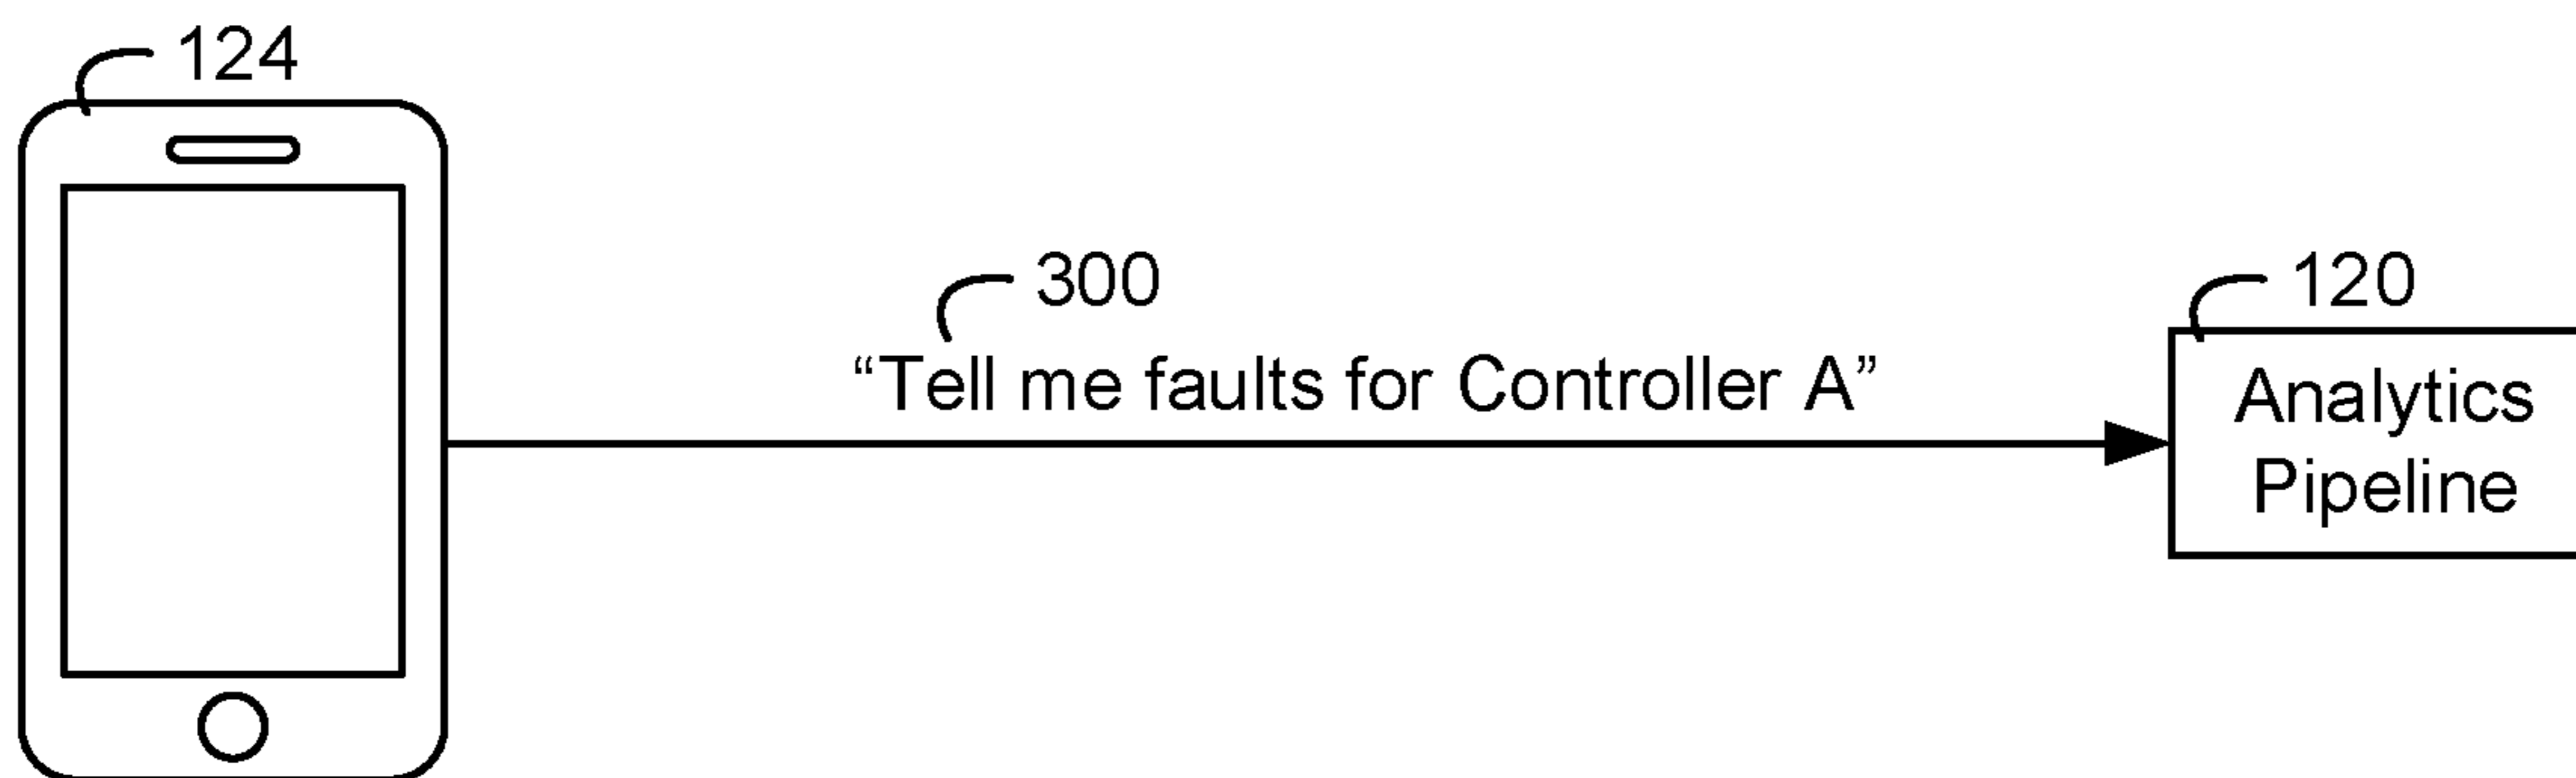 124
300
120
“Tell me faults for Controller A”
Analytics
Pipeline